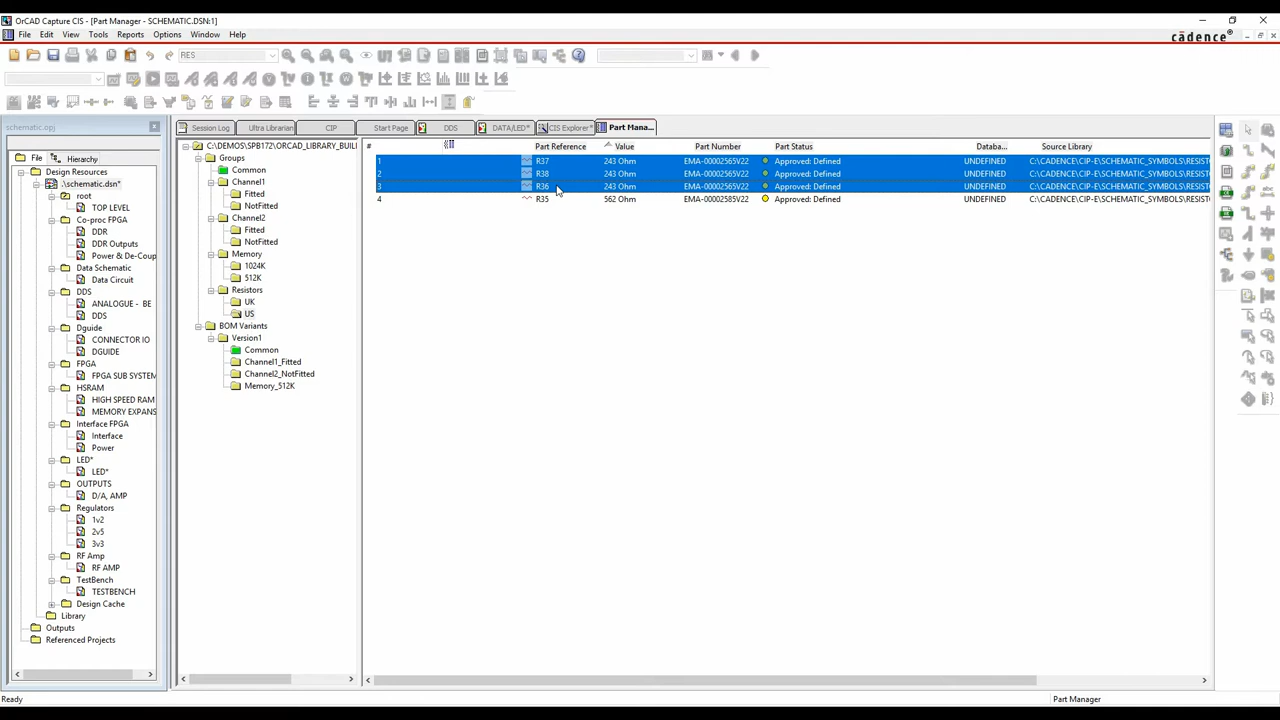 OrCAD Capture CIS - [Part Manager - SCHEMATIC.DSN:1]
File Edit View Tools Reports Options Window Help
cādence®
RES
schematic.opj
Session Log Ultra Librarian CIP Start Page DDS DATA/LED* CIS Explorer* Part Mana...
File Hierarchy
Design Resources
.\schematic.dsn*
root
TOP LEVEL
Co-proc FPGA
DDR
DDR Outputs
Power & De-Coup
Data Schematic
Data Circuit
DDS
ANALOGUE - BE
DDS
Dguide
CONNECTOR IO
DGUIDE
FPGA
FPGA SUB SYSTEM
HSRAM
HIGH SPEED RAM
MEMORY EXPANS
Interface FPGA
Interface
Power
LED*
LED*
OUTPUTS
D/A, AMP
Regulators
1v2
2v5
3v3
RF Amp
RF AMP
TestBench
TESTBENCH
Design Cache
Library
Outputs
Referenced Projects
C:\DEMOS\SPB172\ORCAD_LIBRARY_BUIL
Groups
Common
Channel1
Fitted
NotFitted
Channel2
Fitted
NotFitted
Memory
1024K
512K
Resistors
UK
US
BOM Variants
Version1
Common
Channel1_Fitted
Channel2_NotFitted
Memory_512K
# Part Reference Value Part Number Part Status Databa... Source Library
1 R37 243 Ohm EMA-00002565V22 Approved: Defined UNDEFINED C:\CADENCE\CIP-E\SCHEMATIC_SYMBOLS\RESIST
2 R38 243 Ohm EMA-00002565V22 Approved: Defined UNDEFINED C:\CADENCE\CIP-E\SCHEMATIC_SYMBOLS\RESIST
3 R36 243 Ohm EMA-00002565V22 Approved: Defined UNDEFINED C:\CADENCE\CIP-E\SCHEMATIC_SYMBOLS\RESIST
4 R35 562 Ohm EMA-00002585V22 Approved: Defined UNDEFINED C:\CADENCE\CIP-E\SCHEMATIC_SYMBOLS\RESIST
Ready Part Manager